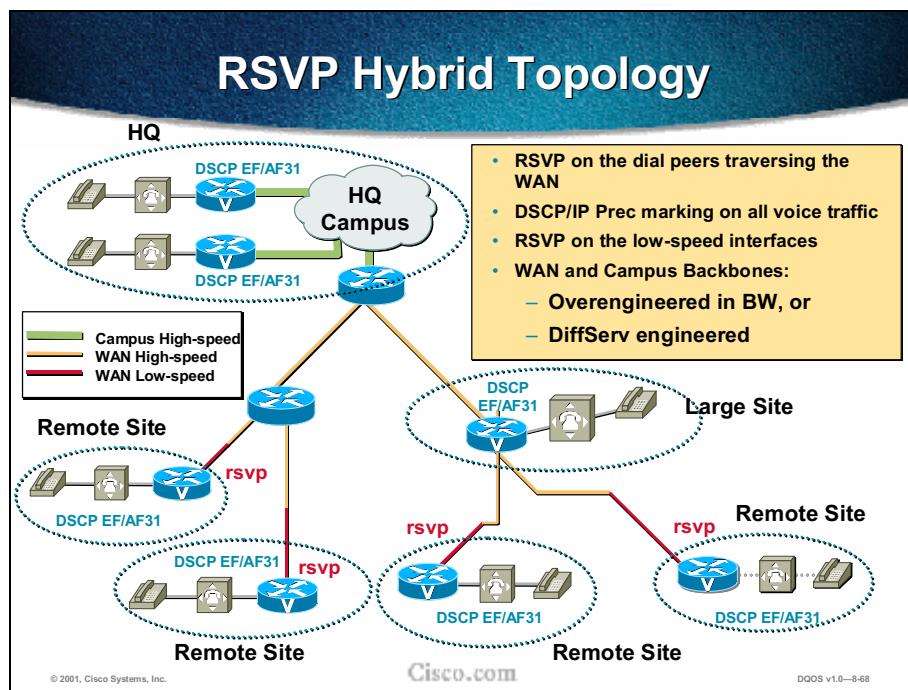 RSVP Hybrid Topology
HQ
DSCP EF/AF31
HQ
Campus
V
V
DSCP EF/AF31
• RSVP on the dial peers traversing the
WAN
• DSCP/IP Prec marking on all voice traffic
• RSVP on the low-speed interfaces
• WAN and Campus Backbones:
– Overengineered in BW, or
– DiffServ engineered
Campus High-speed
WAN High-speed
WAN Low-speed
DSCP
EF/AF31
V
Large Site
Remote Site
V
rsvp
DSCP EF/AF31
DSCP EF/AF31
rsvp
V
Remote Site
rsvp
V
DSCP EF/AF31
Remote Site
Remote Site
rsvp
V
DSCP EF/AF31
© 2001, Cisco Systems, Inc.
Cisco.com
DQOS v1.0—8-68